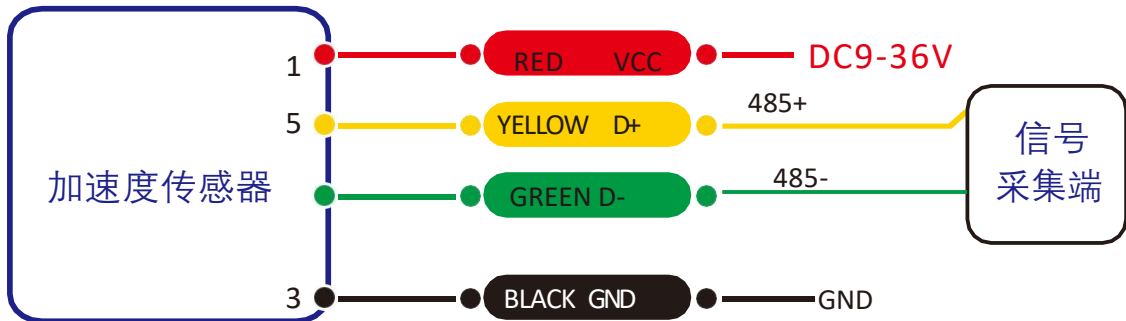 1
RED VCC
DC9-36V
5
YELLOW D+
485+
信号
采集端
加速度传感器
GREEN D-
485-
3
BLACK GND
GND